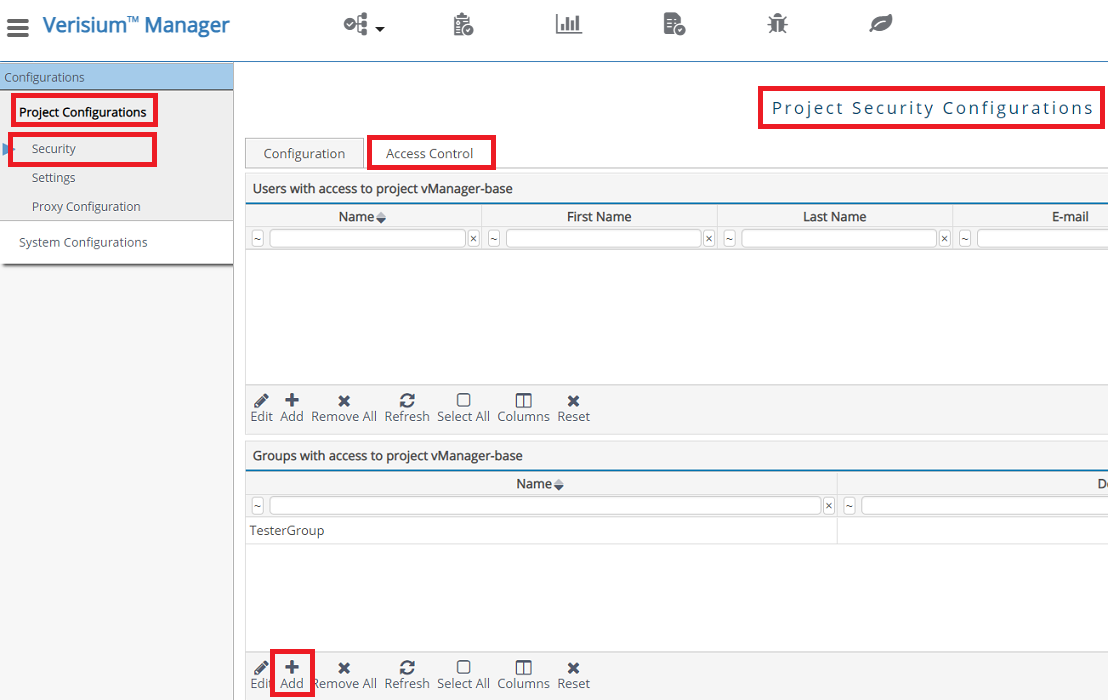 Verisium™ Manager
Configurations
Project Configurations
Security
Settings
Proxy Configuration
System Configurations
Project Security Configurations
Configuration Access Control
Users with access to project vManager-base
Name First Name Last Name E-mail
~ × ~ × ~ × ~
Edit Add Remove All Refresh Select All Columns Reset
Groups with access to project vManager-base
Name De
~ × ~
TesterGroup
Edit Add Remove All Refresh Select All Columns Reset